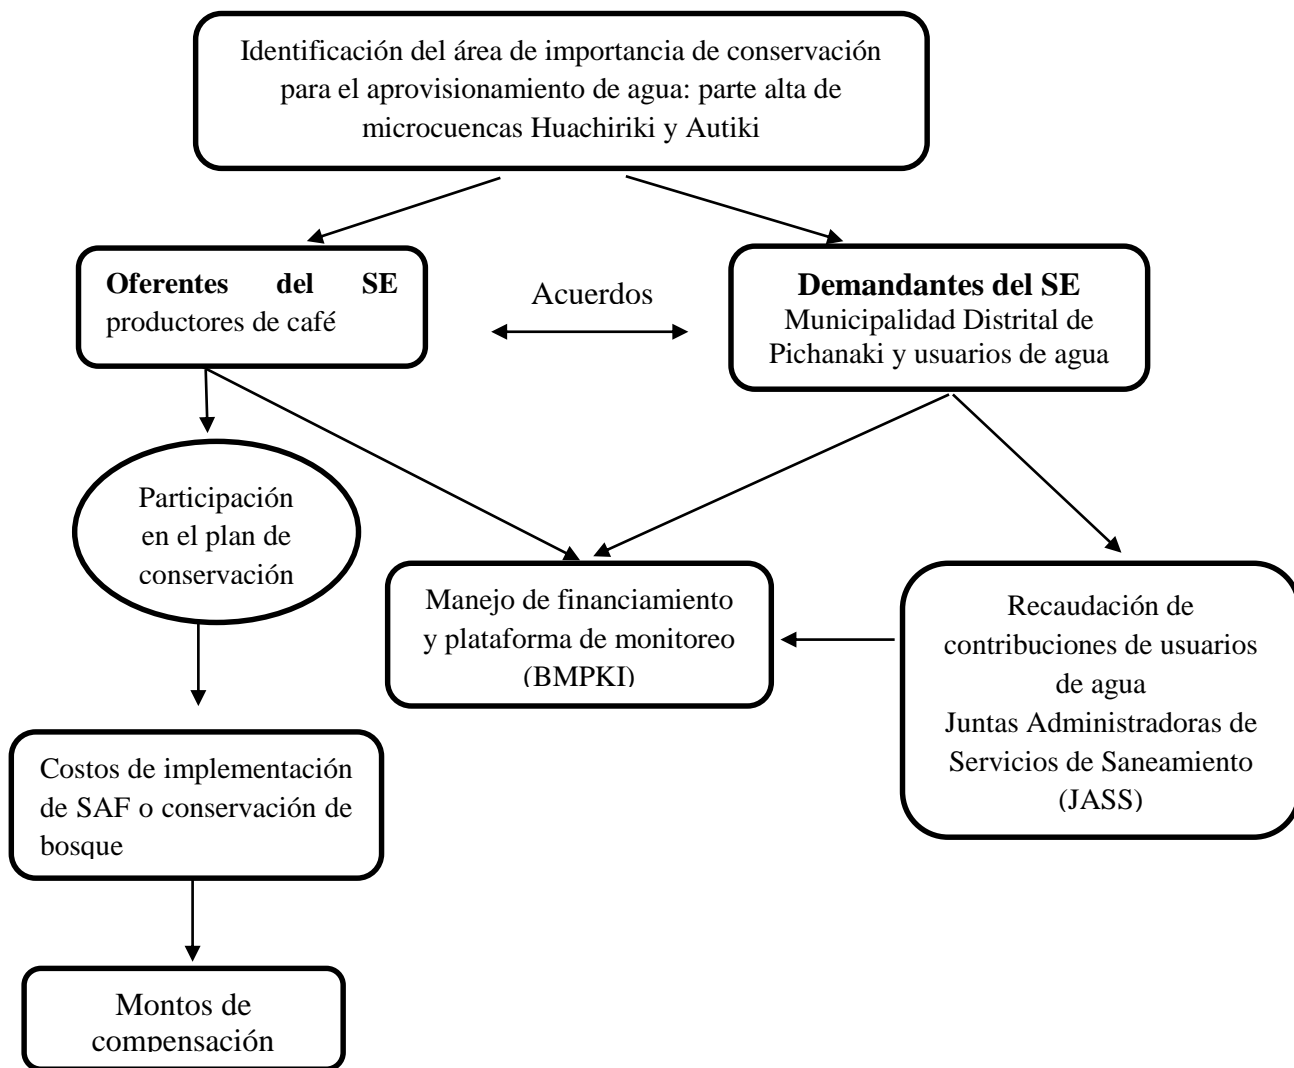 Identificación del área de importancia de conservación
para el aprovisionamiento de agua: parte alta de
microcuencas Huachiriki y Autiki
Oferentes del SE
productores de café
Acuerdos
Demandantes del SE
Municipalidad Distrital de
Pichanaki y usuarios de agua
Participación
en el plan de
conservación
Manejo de financiamiento
y plataforma de monitoreo
(BMPKI)
Recaudación de
contribuciones de usuarios
de agua
Juntas Administradoras de
Servicios de Saneamiento
(JASS)
Costos de implementación
de SAF o conservación de
bosque
Montos de
compensación